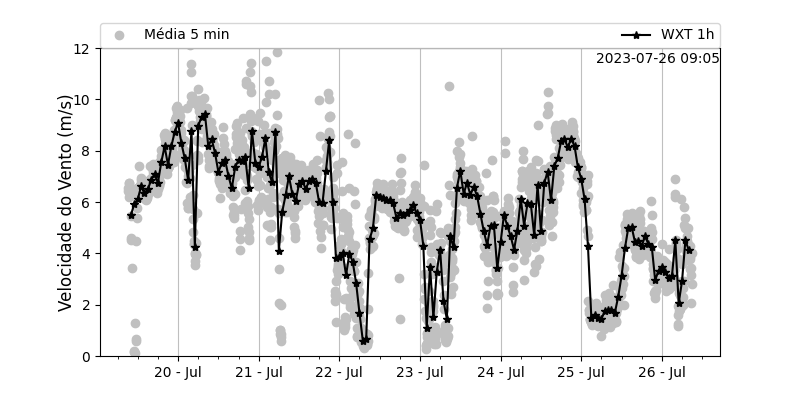 Média 5 min
WXT 1h
2023-07-26 09:05
Velocidade do Vento (m/s)
12
10
8
6
4
2
0
20 - Jul
21 - Jul
22 - Jul
23 - Jul
24 - Jul
25 - Jul
26 - Jul